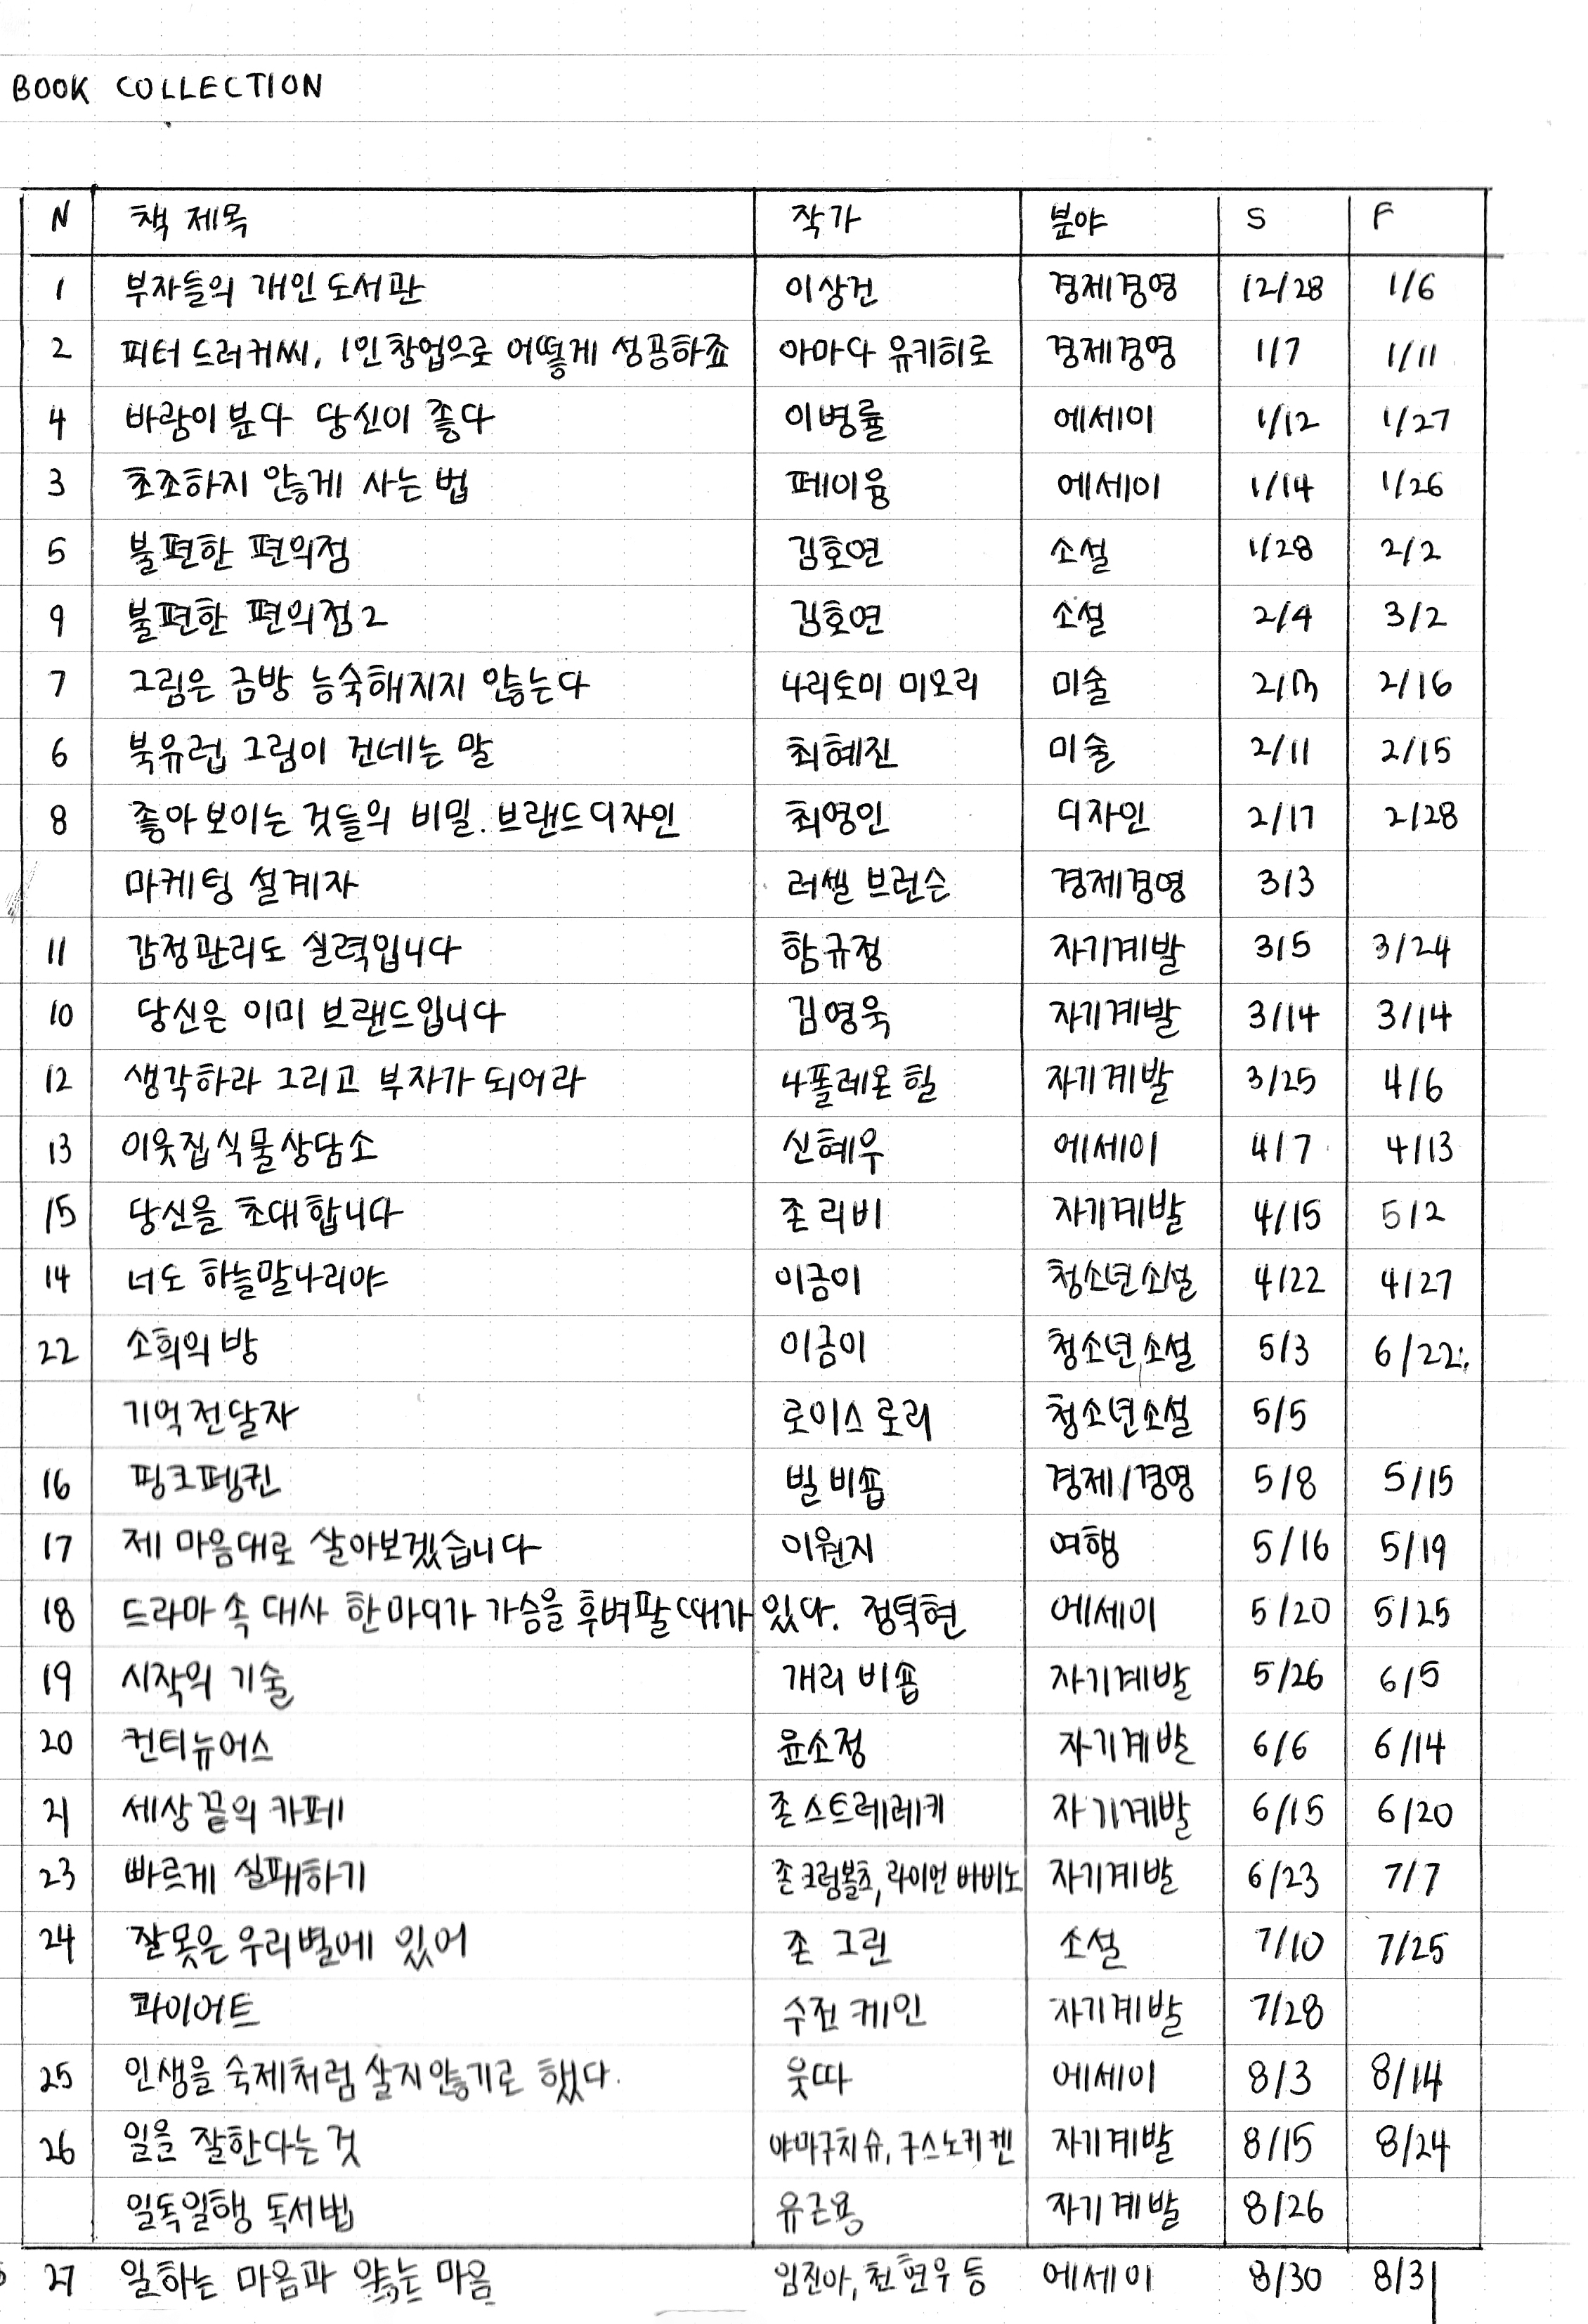 BOOK COLLECTION
N 책 제목 작가 분야 S F
1 부자들의 개인 도서관 이상건 경제경영 12/28 1/6
2 피터 드러커씨, 1인창업으로 어떻게 성공하죠 아마다 유키히로 경제경영 1/7 1/11
4 바람이 분다 당신이 좋다 이병률 에세이 1/12 1/27
3 초조하지 않게 사는 법 페이융 에세이 1/14 1/26
5 불편한 편의점 김호연 소설 1/28 2/2
9 불편한 편의점2 김호연 소설 2/4 3/2
7 그림은 금방 능숙해지지 않는다 나리토미 미오리 미술 2/ 2/16
6 북유럽 그림이 건네는 말 최혜진 미술 2/11 2/15
8 좋아 보이는 것들의 비밀. 브랜드디자인 최영인 디자인 2/17 2/28
마케팅 설계자 러셀 브런슨 경제경영 3/3
11 감정관리도 실력입니다 함규정 자기계발 3/5 3/24
10 당신은 이미 브랜드입니다 김영욱 자기계발 3/14 3/14
12 생각하라 그리고 부자가 되어라 나폴레온 힐 자기계발 3/25 4/6
13 이웃집식물상담소 신혜우 에세이 4/7 4/13
15 당신을 초대합니다 존 리비 자기계발 4/15 5/2
14 너도 하늘말나리야 이금이 청소년소설 4/22 4/27
22 소희의 방 이금이 청소년소설 5/3 6/22
기억전달자 로이스 로리 청소년소설 5/5
16 핑크펭귄 빌 비숍 경제/경영 5/8 5/15
17 제 마음대로 살아보겠습니다 이원지 여행 5/16 5/19
18 드라마 속 대사 한마디가 가슴을 후벼팔 때가 있다. 정덕현 에세이 5/20 5/25
19 시작의 기술 개리 비숍 자기계발 5/26 6/5
20 컨티뉴어스 윤소정 자기계발 6/6 6/14
21 세상 끝의 카페 존 스트레레키 자기계발 6/15 6/20
23 빠르게 실패하기 존 크럼볼츠, 라이언 바비노 자기계발 6/23 7/7
24 잘못은 우리 별에 있어 존 그린 소설 7/10 7/25
콰이어트 수전 케인 자기계발 7/28
25 인생을 숙제처럼 살지않기로 했다. 웃따 에세이 8/3 8/14
26 일을 잘한다는 것 야마구치슈, 구스노키켄 자기계발 8/15 8/24
일독일행 독서법 유근용 자기계발 8/26
27 일하는 마음과 앓는 마음 임진아, 천현우 등 에세이 8/30 8/31